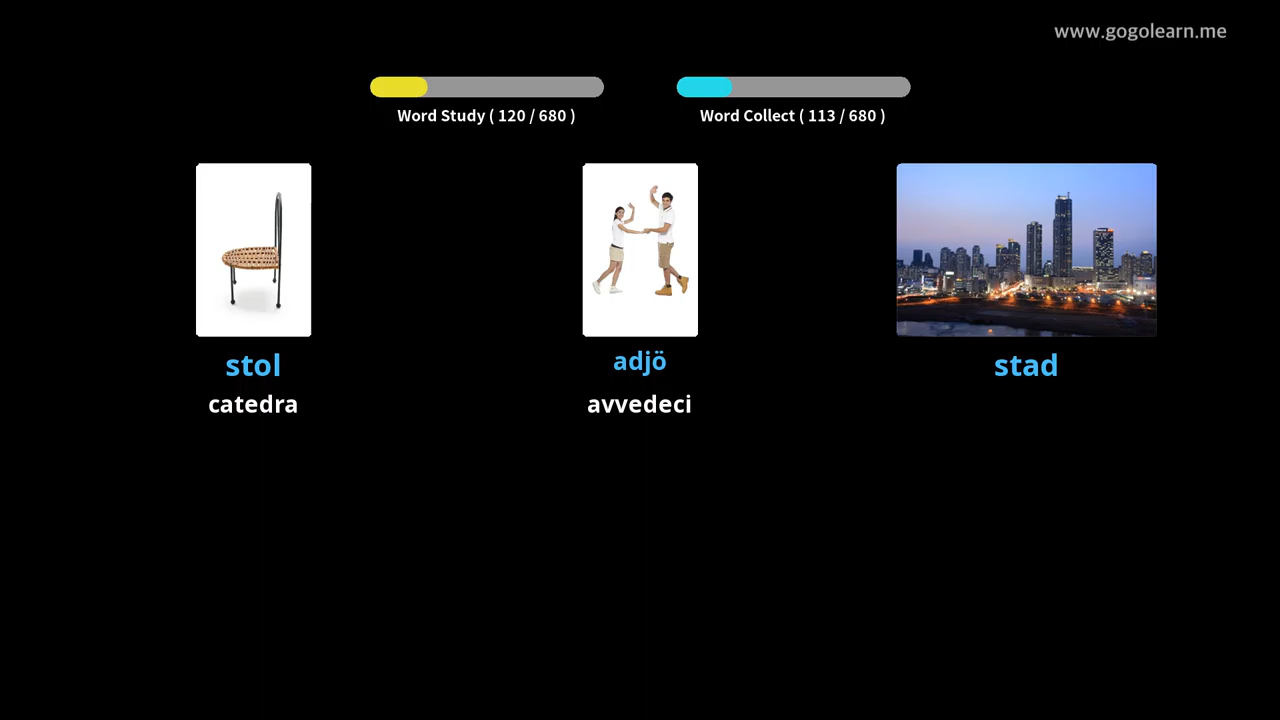 www.gogolearn.me
Word Study ( 120 / 680 )
Word Collect ( 113 / 680 )
stol
adjö
stad
catedra
avvedeci